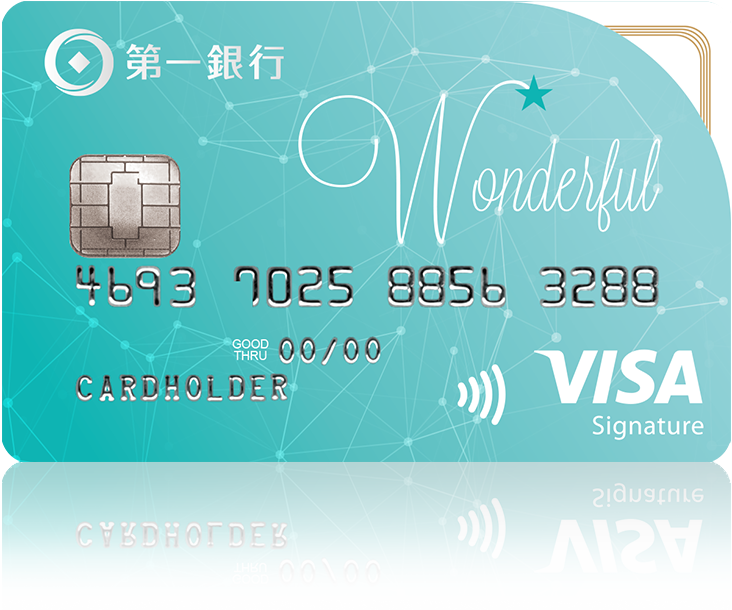 第一銀行
Wonderful
4693 7025 8856 3288
GOOD THRU 00/00
CARDHOLDER
VISA
Signature